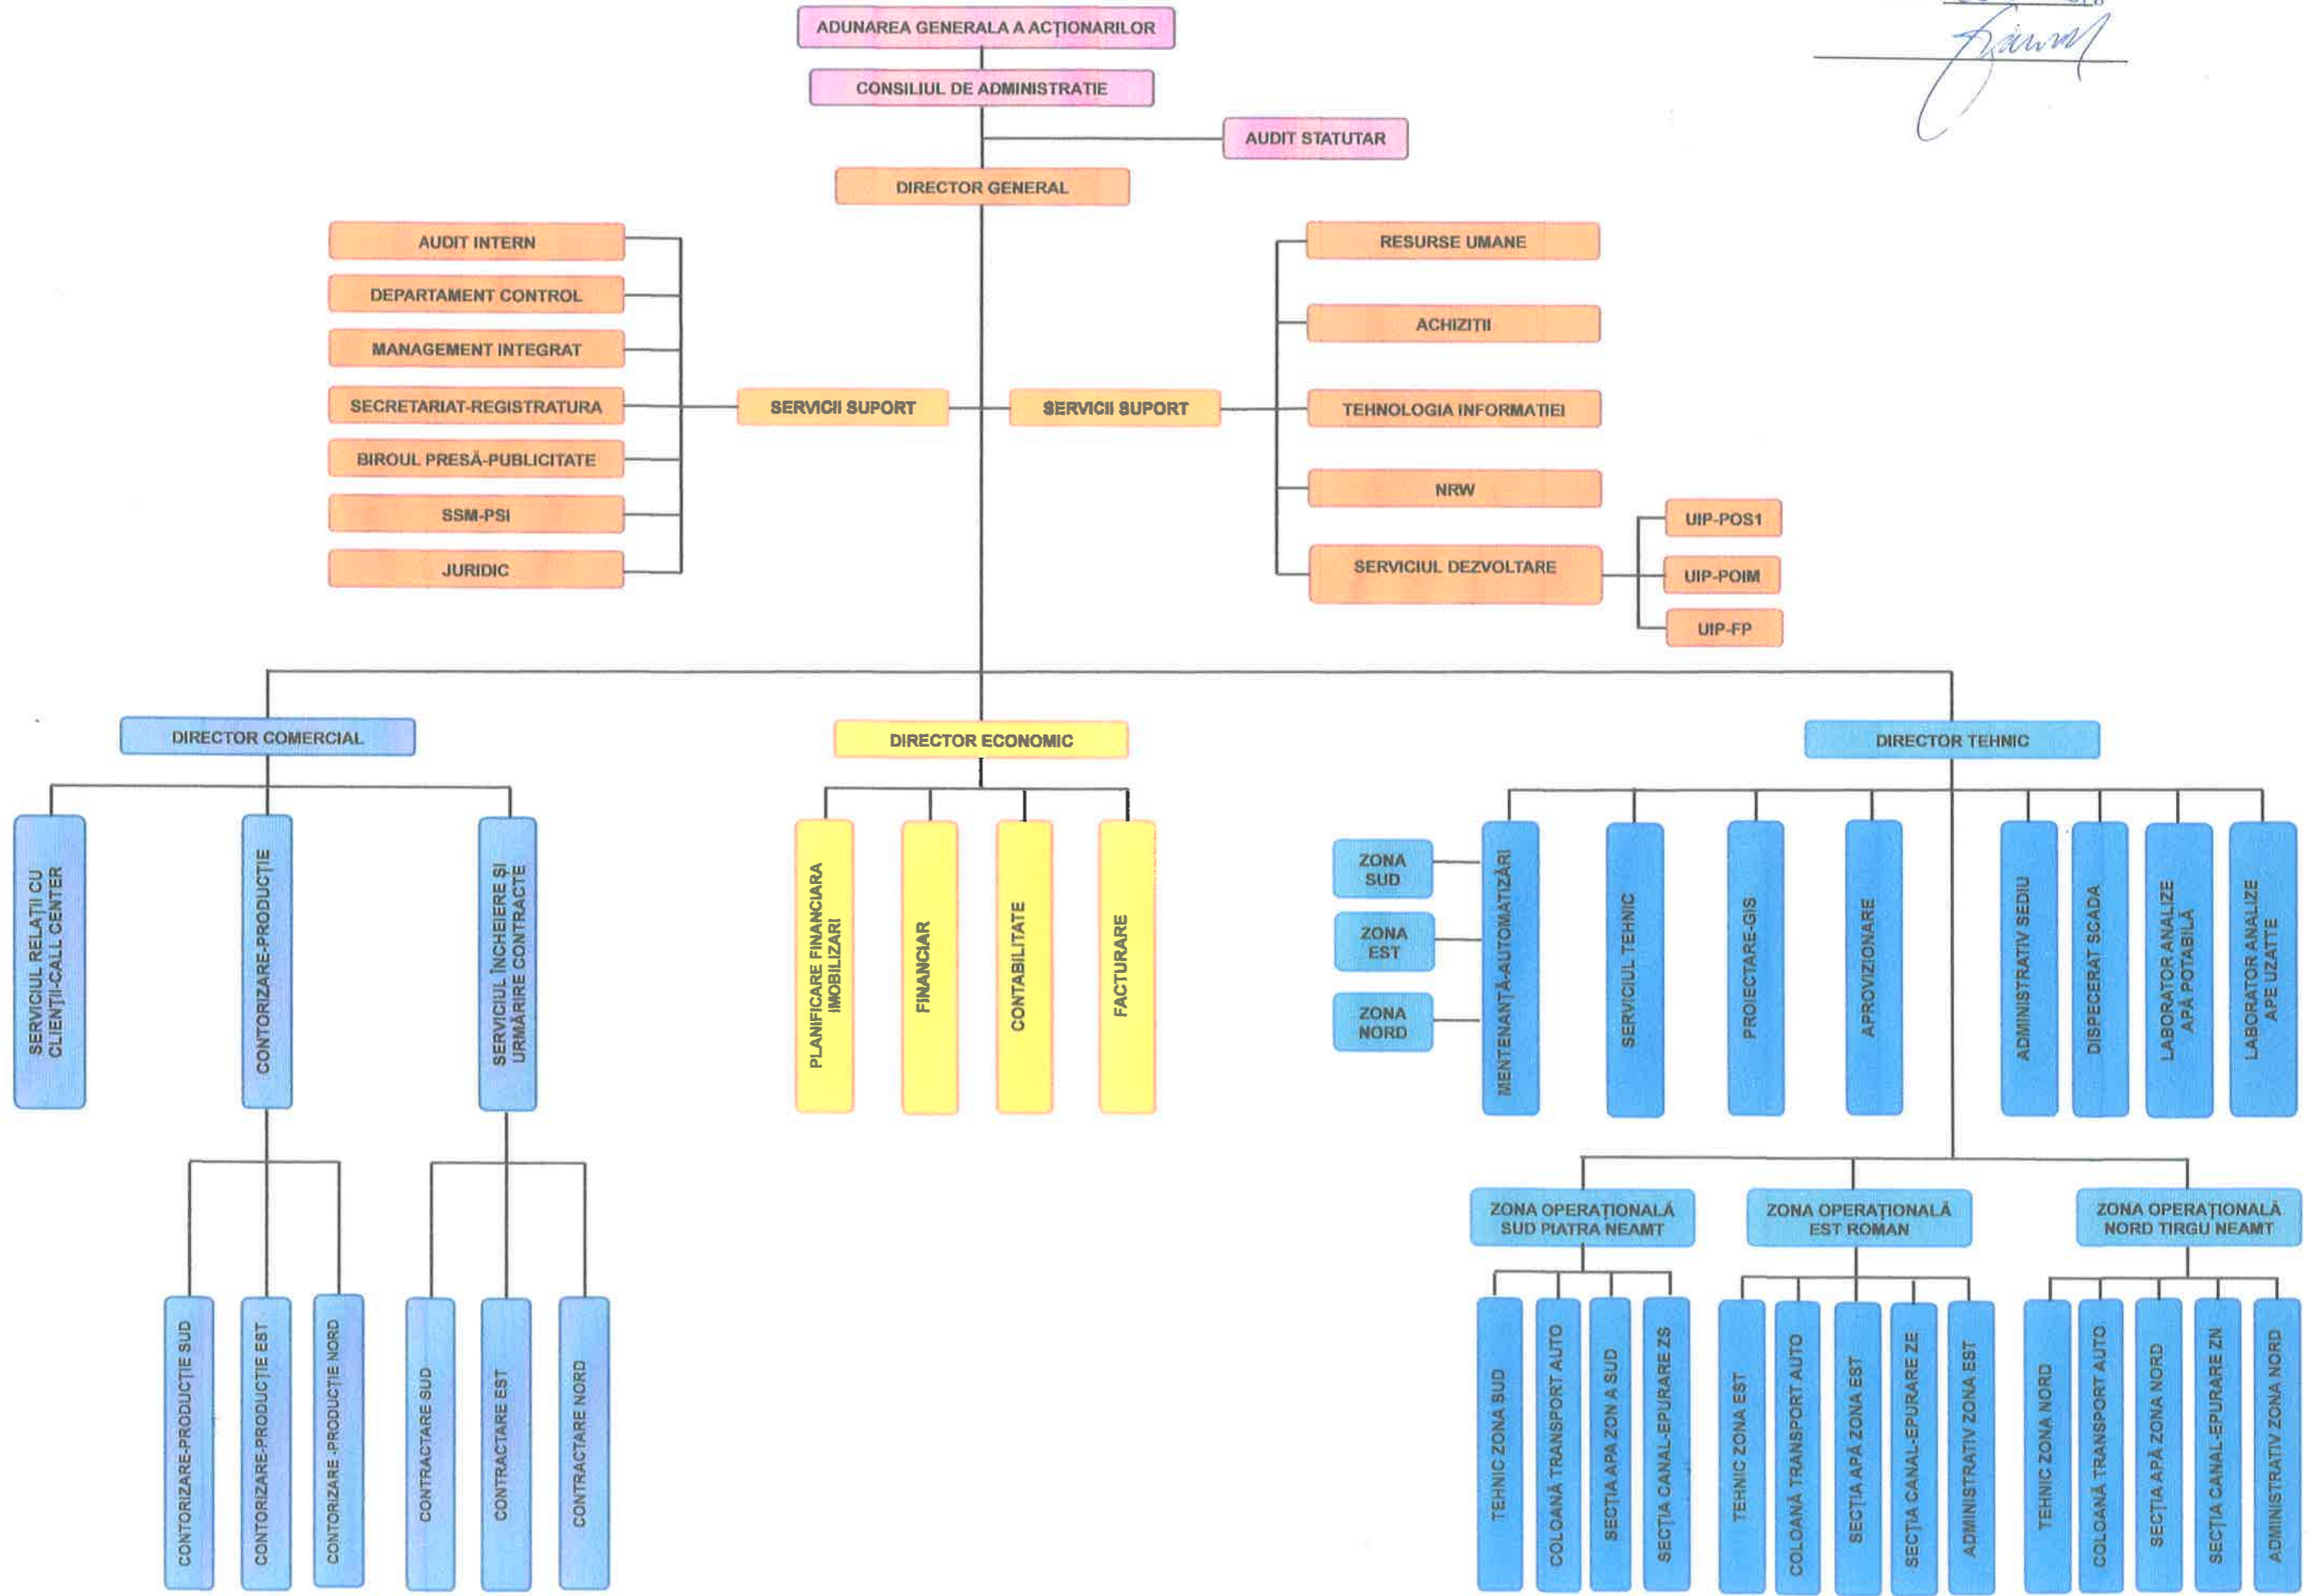 ADUNAREA GENERALA A ACȚIONARILOR
CONSILIUL DE ADMINISTRATIE
AUDIT STATUTAR
DIRECTOR GENERAL
AUDIT INTERN
DEPARTAMENT CONTROL
MANAGEMENT INTEGRAT
SECRETARIAT-REGISTRATURA
BIROUL PRESĂ-PUBLICITATE
SSM-PSI
JURIDIC
SERVICII SUPORT
SERVICII SUPORT
RESURSE UMANE
ACHIZITII
TEHNOLOGIA INFORMATIEI
NRW
SERVICIUL DEZVOLTARE
UIP-POS1
UIP-POIM
UIP-FP
DIRECTOR COMERCIAL
DIRECTOR ECONOMIC
DIRECTOR TEHNIC
SERVICIUL RELAȚII CU
CLIENȚII-CALL CENTER
CONTORIZARE-PRODUCȚIE
SERVICIUL ÎNCHEIERE ȘI
URMĂRIRE CONTRACTE
PLANIFICARE FINANCIARA
IMOBILIZARI
FINANCIAR
CONTABILITATE
FACTURARE
ZONA
SUD
ZONA
EST
ZONA
NORD
MENTENANȚĂ-AUTOMATIZĂRI
SERVICIUL TEHNIC
PROIECTARE-GIS
APROVIZIONARE
ADMINISTRATIV SEDIU
DISPECERAT SCADA
LABORATOR ANALIZE
APĂ POTABILĂ
LABORATOR ANALIZE
APE UZATTE
CONTORIZARE-PRODUCȚIE SUD
CONTORIZARE-PRODUCȚIE EST
CONTORIZARE -PRODUCȚIE NORD
CONTRACTARE SUD
CONTRACTARE EST
CONTRACTARE NORD
ZONA OPERAȚIONALĂ
SUD PIATRA NEAMT
ZONA OPERAȚIONALĂ
EST ROMAN
ZONA OPERAȚIONALĂ
NORD TIRGU NEAMT
TEHNIC ZONA SUD
COLOANĂ TRANSPORT AUTO
SECȚIA APA ZON A SUD
SECȚIA CANAL-EPURARE ZS
TEHNIC ZONA EST
COLOANĂ TRANSPORT AUTO
SECȚIA APĂ ZONA EST
SECȚIA CANAL-EPURARE ZE
ADMINISTRATIV ZONA EST
TEHNIC ZONA NORD
COLOANĂ TRANSPORT AUTO
SECȚIA APĂ ZONA NORD
SECȚIA CANAL-EPURARE ZN
ADMINISTRATIV ZONA NORD